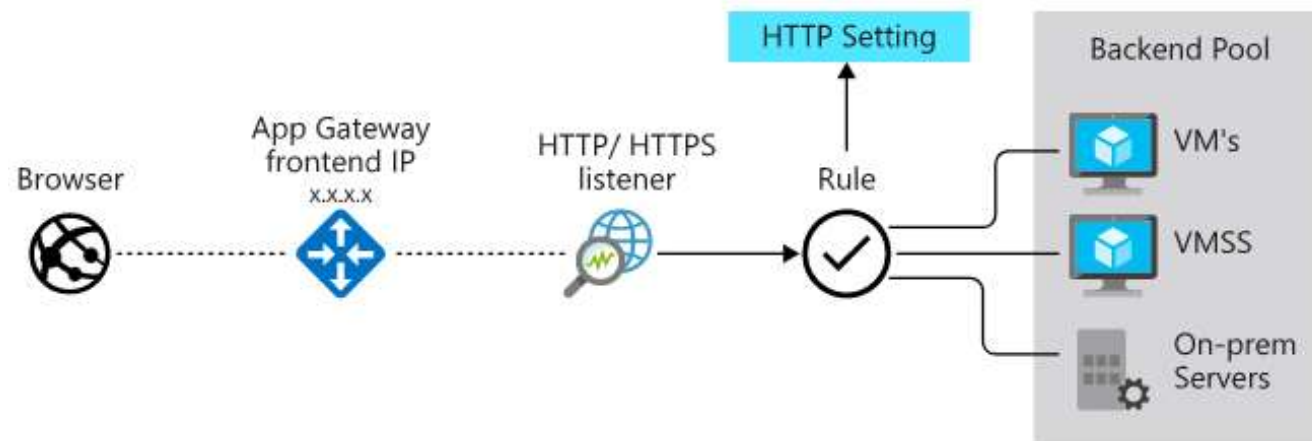 Browser
App Gateway
frontend IP
x.x.x.x
HTTP/ HTTPS
listener
HTTP Setting
Rule
Backend Pool
VM's
VMSS
On-prem
Servers